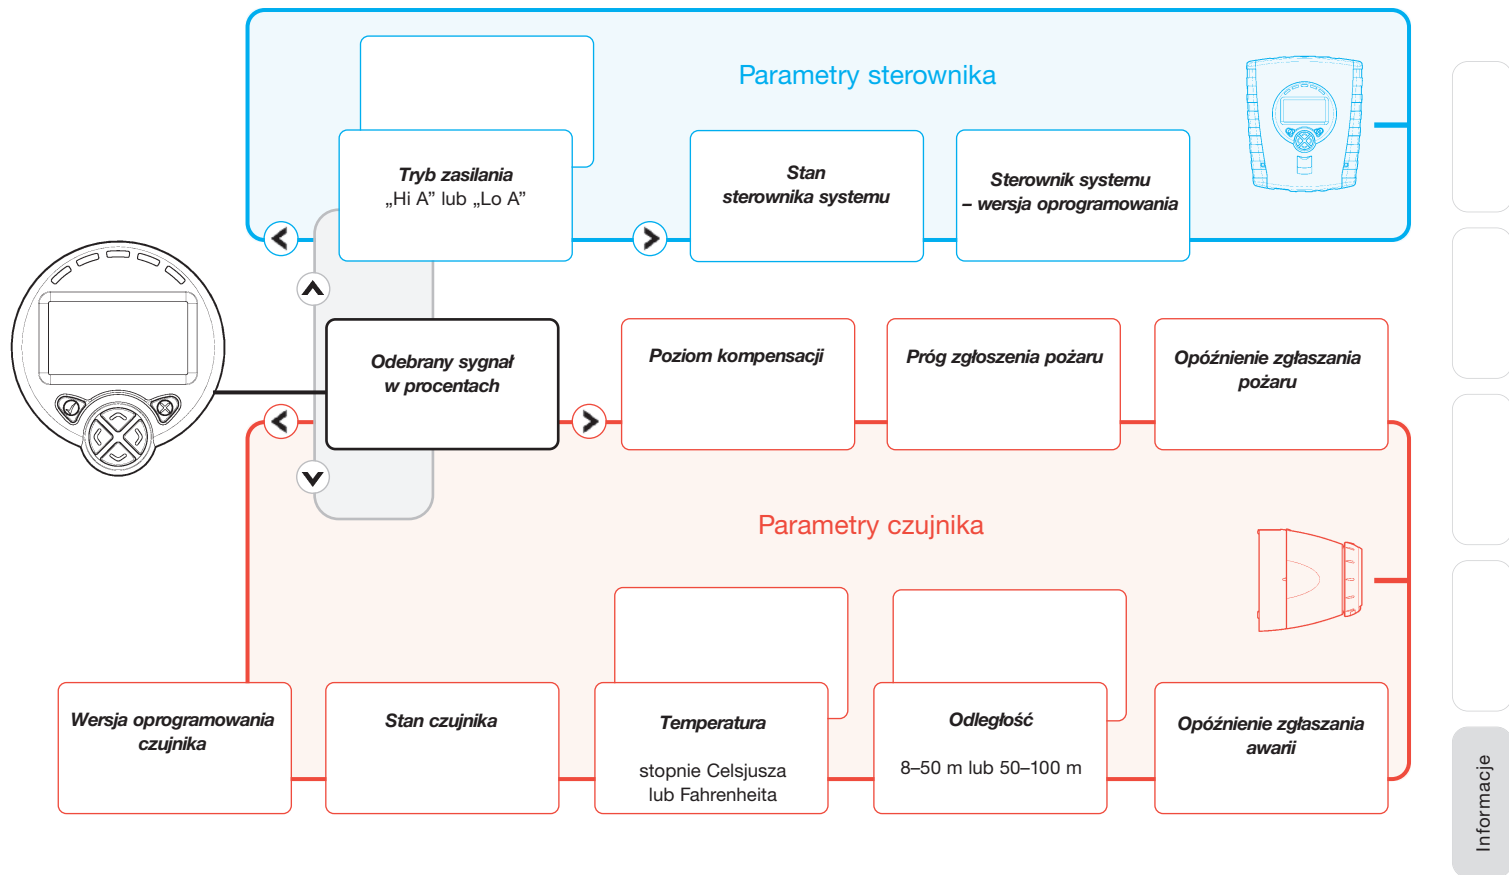 Parametry sterownika
Tryb zasilania
„Hi A” lub „Lo A”
Stan
sterownika systemu
Sterownik systemu
– wersja oprogramowania
Odebrany sygnał
w procentach
Poziom kompensacji
Próg zgłoszenia pożaru
Opóźnienie zgłaszania
pożaru
Parametry czujnika
Wersja oprogramowania
czujnika
Stan czujnika
Temperatura
stopnie Celsjusza
lub Fahrenheita
Odległość
8–50 m lub 50–100 m
Opóźnienie zgłaszania
awarii
Informacje